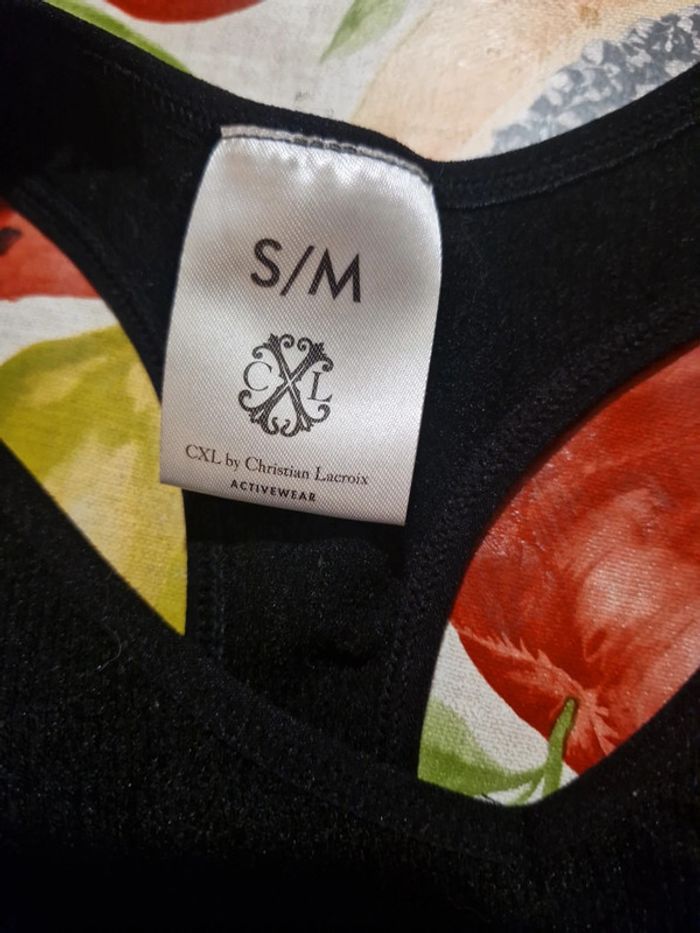 S/M
CXL
CXL by Christian Lacroix
ACTIVEWEAR